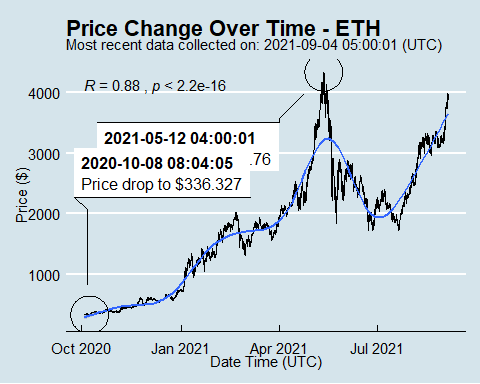 Price Change Over Time - ETH
Most recent data collected on: 2021-09-04 05:00:01 (UTC)
R = 0.88 , p < 2.2e-16
2021-05-12 04:00:01
.76
2020-10-08 08:04:05
Price drop to $336.327
Price ($)
4000
3000
2000
1000
Oct 2020
Jan 2021
Apr 2021
Jul 2021
Date Time (UTC)